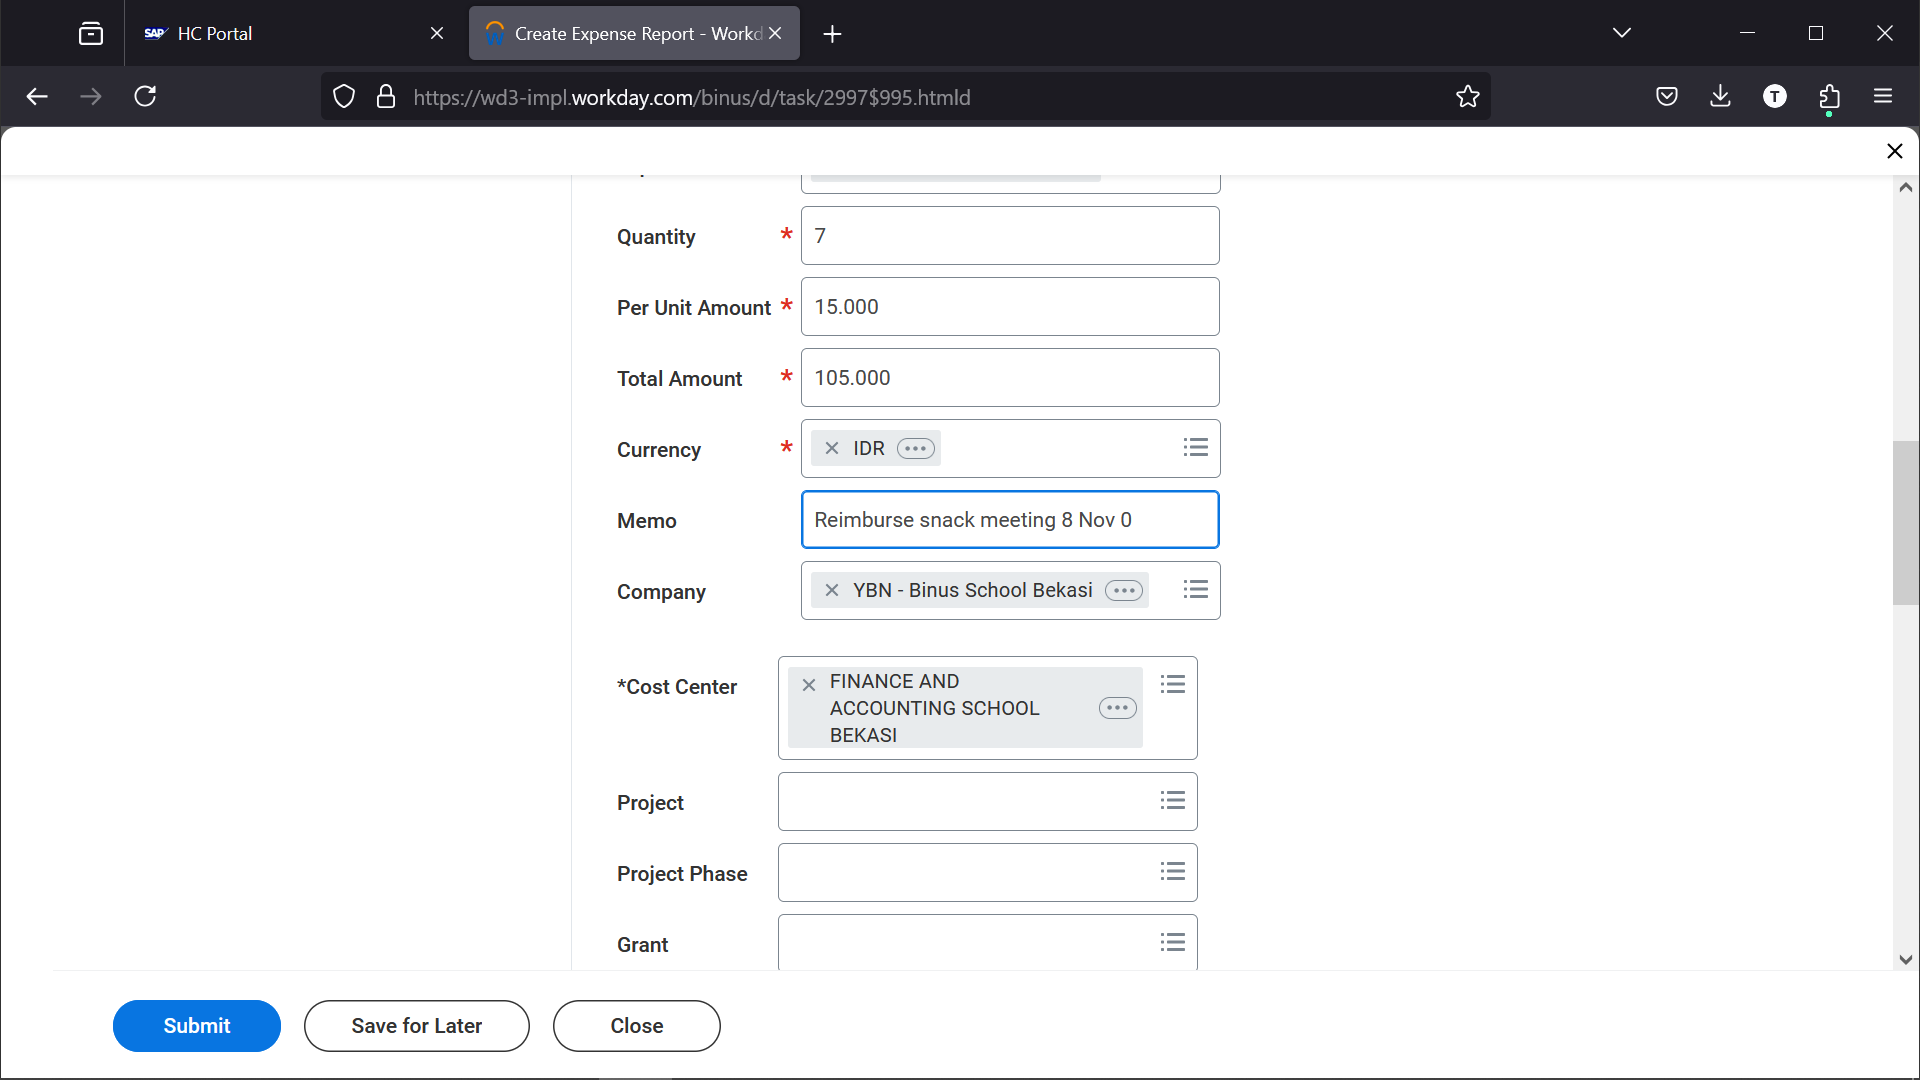 SAP HC Portal
Create Expense Report - Workd
https://wd3-impl.workday.com/binus/d/task/2997$995.htmld
T
Quantity * 7
Per Unit Amount * 15.000
Total Amount * 105.000
Currency * IDR
Memo Reimburse snack meeting 8 Nov 0
Company YBN - Binus School Bekasi
*Cost Center FINANCE AND
ACCOUNTING SCHOOL
BEKASI
Project
Project Phase
Grant
Submit Save for Later Close